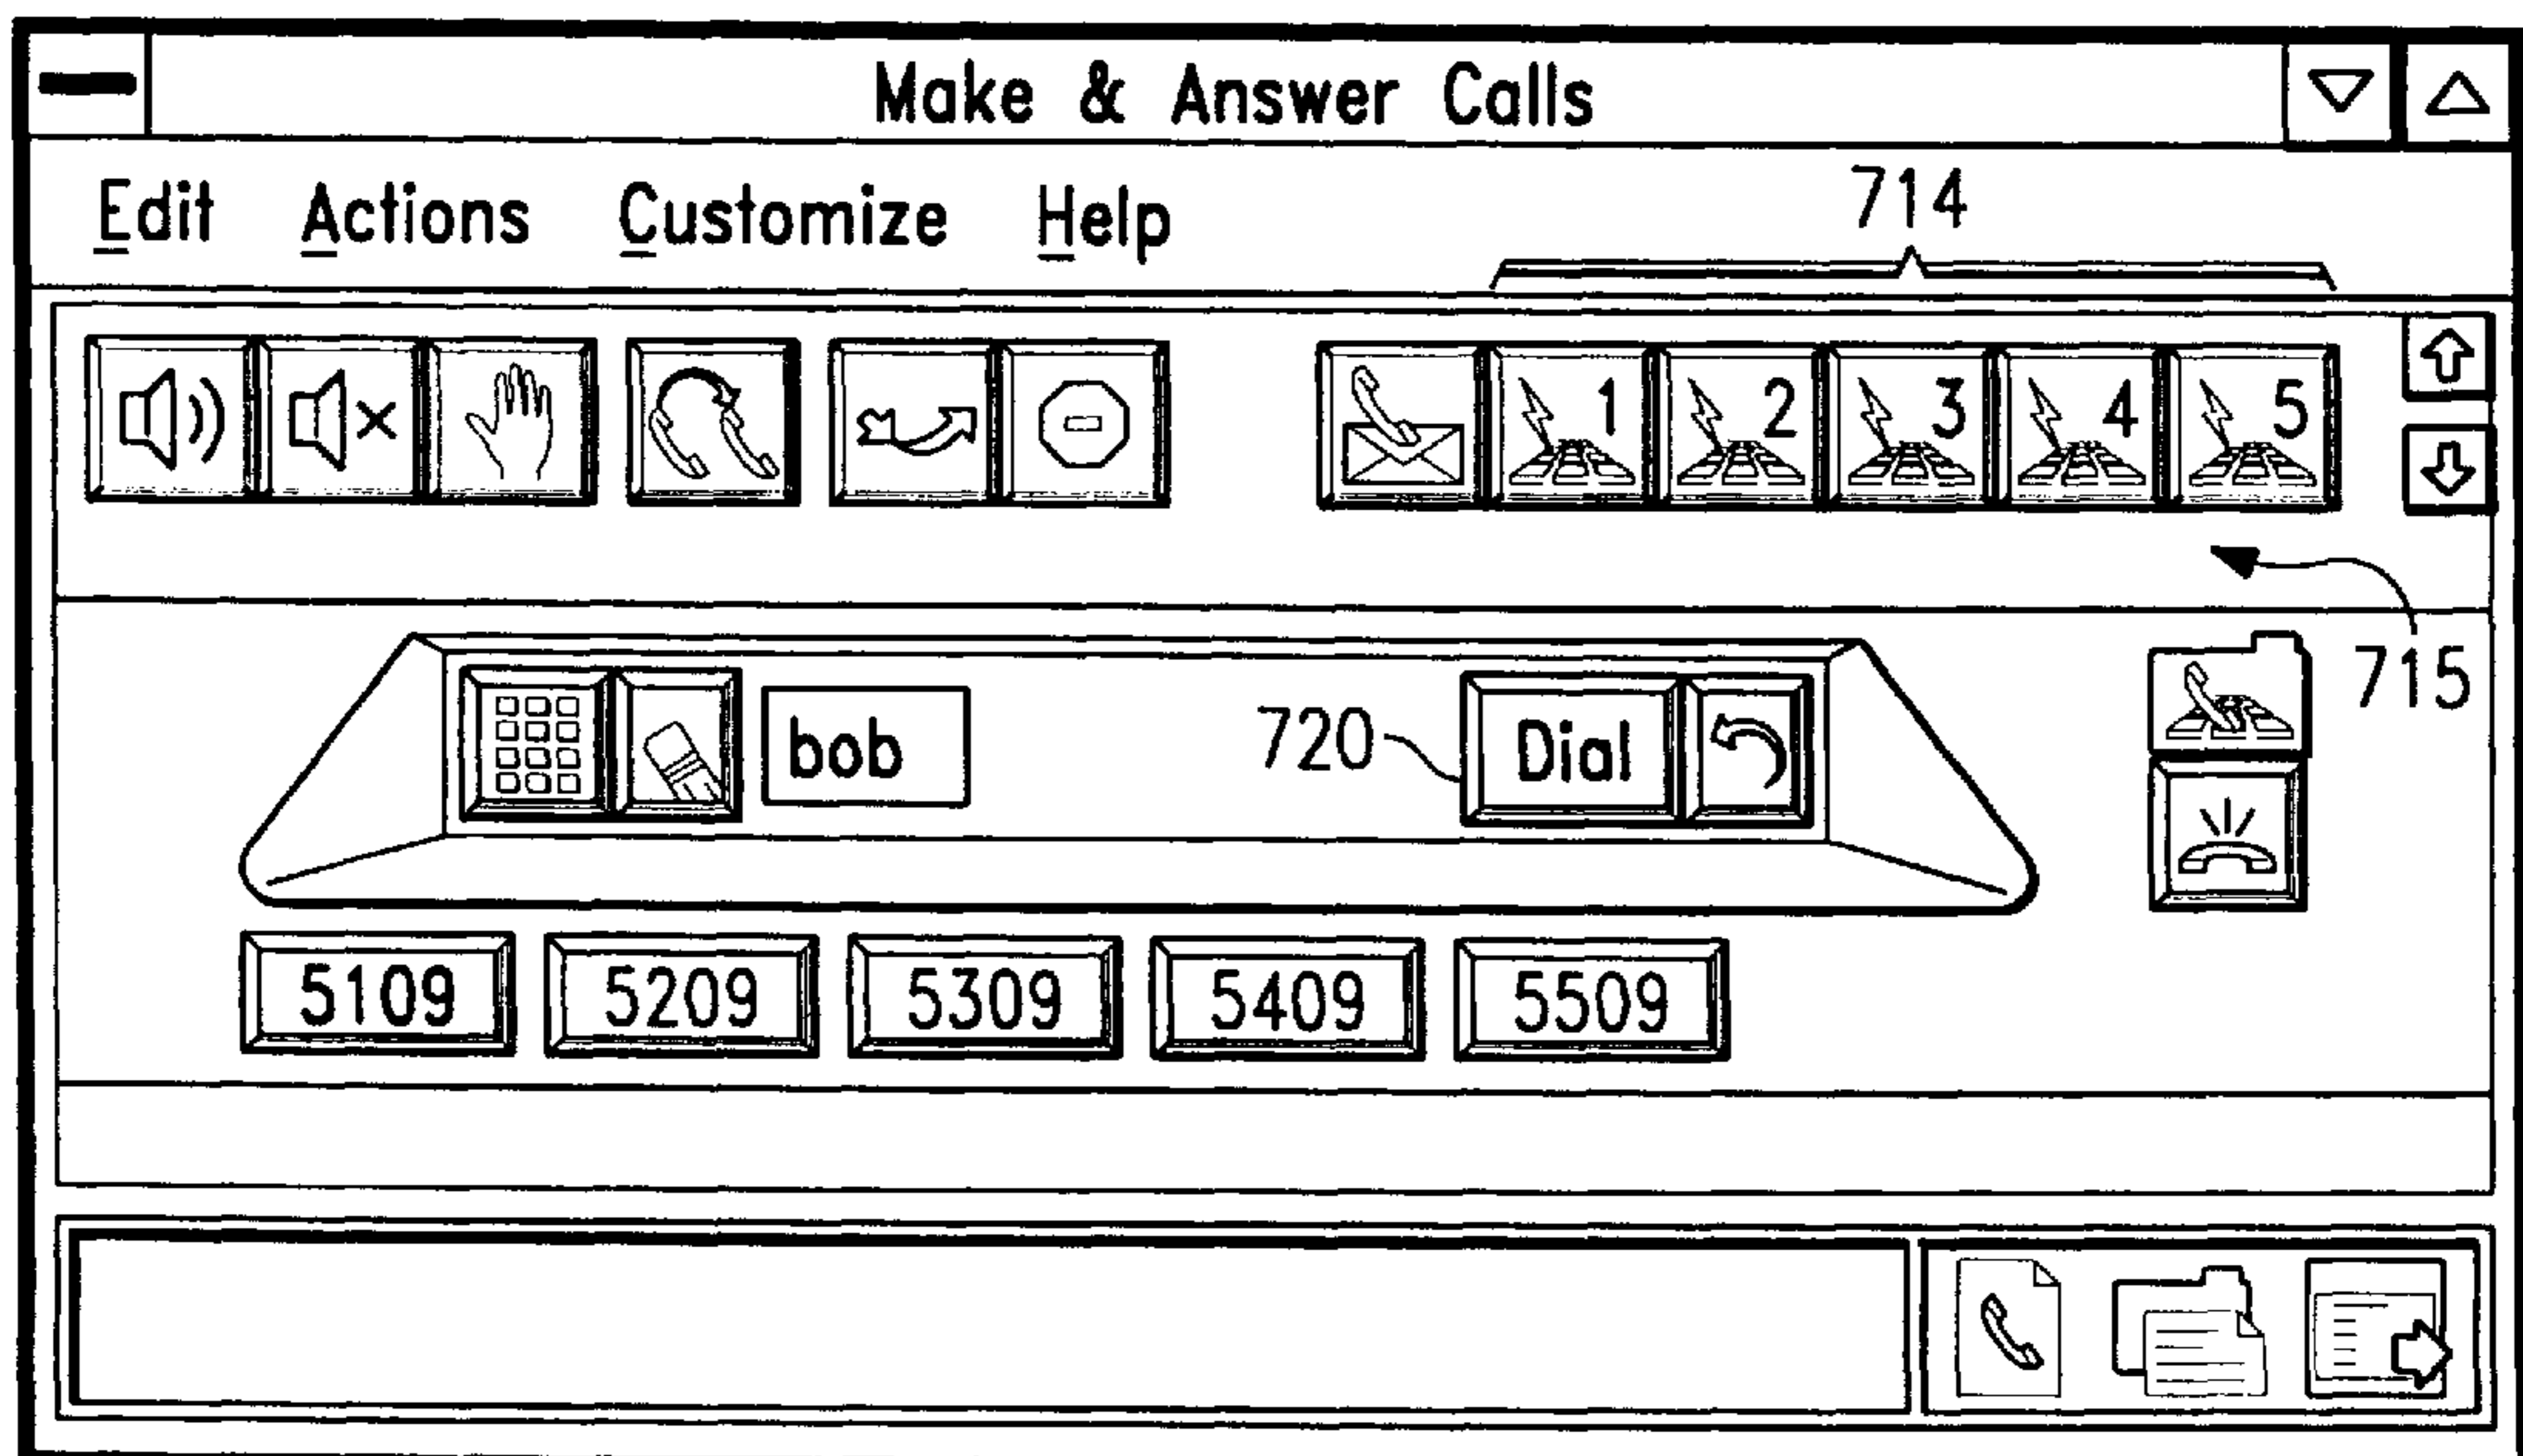 Make & Answer Calls
Edit Actions Customize Help
714
1 2 3 4 5
715
bob 720 Dial
5109 5209 5309 5409 5509